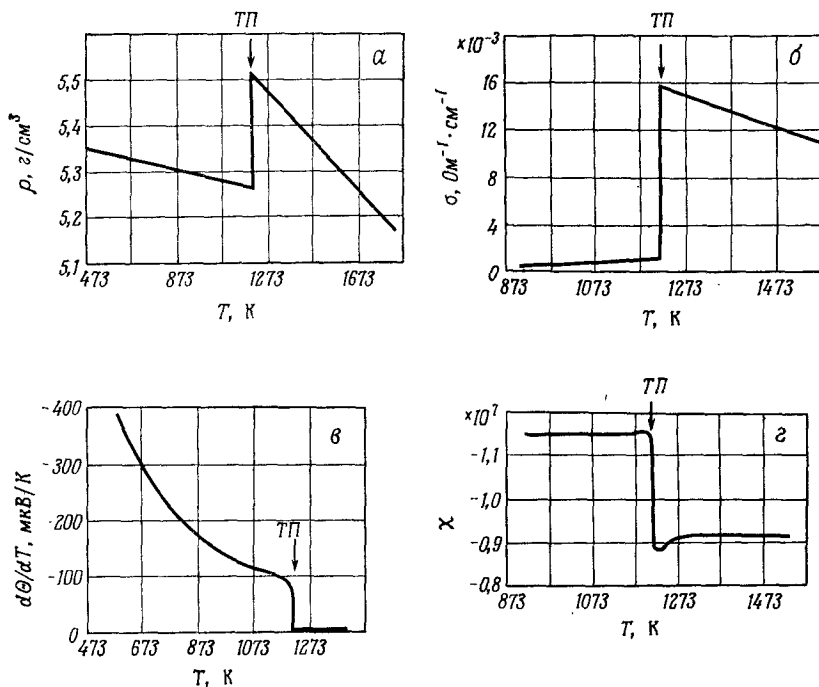 ТП
а
5,5
5,4
5,3
5,2
5,1
ρ, г/см³
473 873 1273 1673
T, К
ТП
×10⁻³
б
16
12
8
4
0
σ, Ом⁻¹·см⁻¹
873 1073 1273 1473
T, К
в
-400
-300
-200
-100
0
dΘ/dT, мкВ/К
ТП
473 673 873 1073 1273
T, К
ТП
×10⁷
г
-1,1
-1,0
-0,9
-0,8
χ
873 1073 1273 1473
T, К